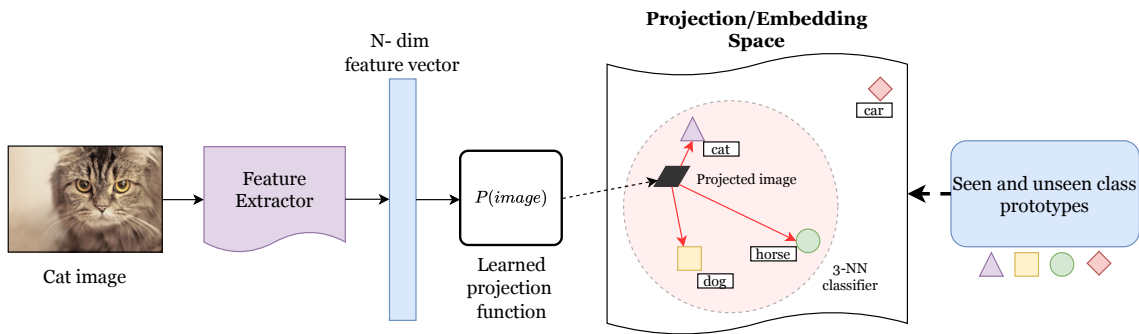 Cat image
Feature
Extractor
N- dim
feature vector
P(image)
Learned
projection
function
Projection/Embedding
Space
car
cat
Projected image
horse
dog
3-NN
classifier
Seen and unseen class
prototypes